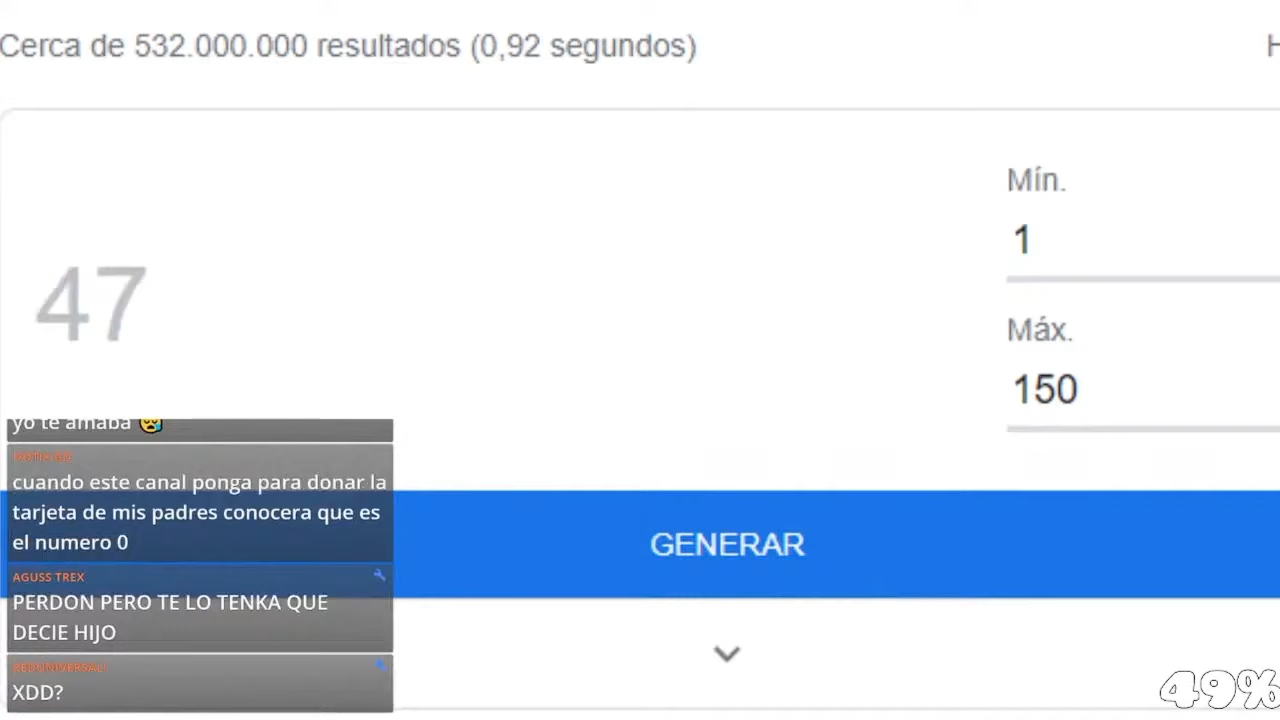 Cerca de 532.000.000 resultados (0,92 segundos)
Mín.
1
47
Máx.
150
yo te amaba 😪
cuando este canal ponga para donar la
tarjeta de mis padres conocera que es
el numero 0
GENERAR
AGUSS TREX
PERDON PERO TE LO TENKA QUE
DECIE HIJO
XDD?
49%